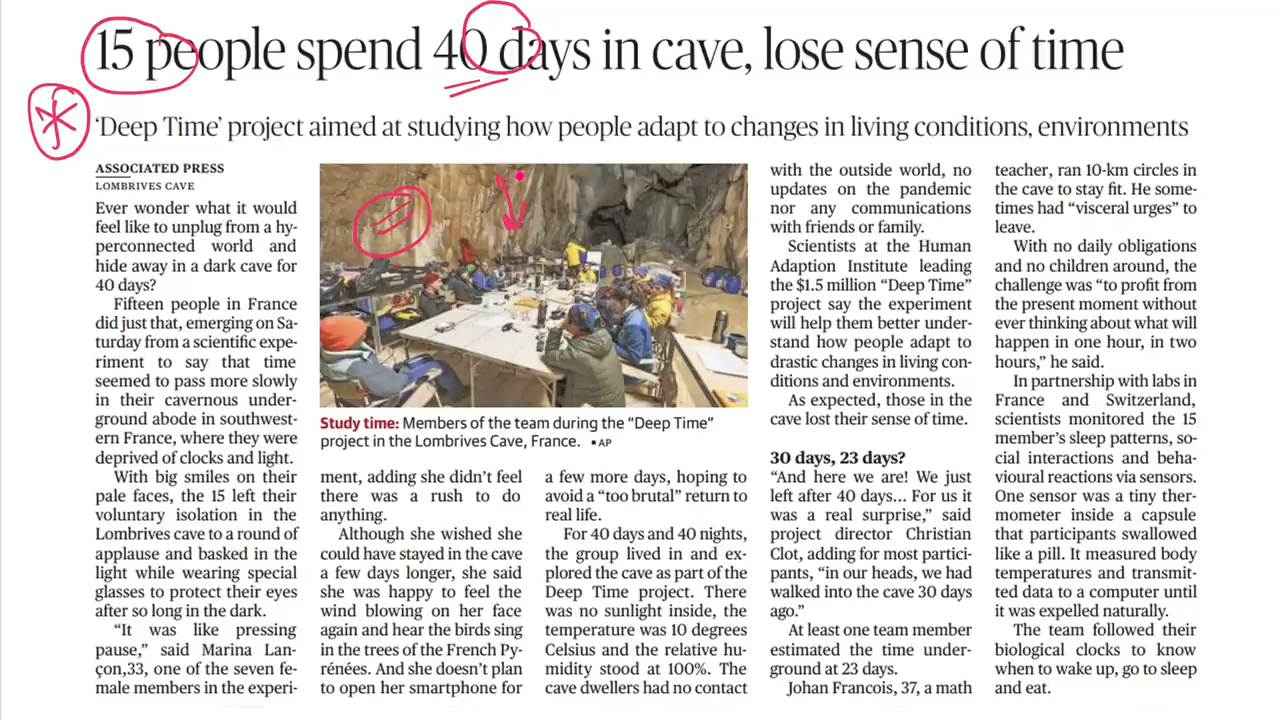 15 people spend 40 days in cave, lose sense of time
‘Deep Time’ project aimed at studying how people adapt to changes in living conditions, environments
ASSOCIATED PRESS
LOMBRIVES CAVE
Ever wonder what it would
feel like to unplug from a hy-
perconnected world and
hide away in a dark cave for
40 days?
Fifteen people in France
did just that, emerging on Sa-
turday from a scientific expe-
riment to say that time
seemed to pass more slowly
in their cavernous under-
ground abode in southwest-
ern France, where they were
deprived of clocks and light.
With big smiles on their
pale faces, the 15 left their
voluntary isolation in the
Lombrives cave to a round of
applause and basked in the
light while wearing special
glasses to protect their eyes
after so long in the dark.
“It was like pressing
pause,” said Marina Lan-
çon,33, one of the seven fe-
male members in the experi-
Study time: Members of the team during the “Deep Time”
project in the Lombrives Cave, France. ▪ AP
ment, adding she didn’t feel
there was a rush to do
anything.
Although she wished she
could have stayed in the cave
a few days longer, she said
she was happy to feel the
wind blowing on her face
again and hear the birds sing
in the trees of the French Py-
rénées. And she doesn’t plan
to open her smartphone for
a few more days, hoping to
avoid a “too brutal” return to
real life.
For 40 days and 40 nights,
the group lived in and ex-
plored the cave as part of the
Deep Time project. There
was no sunlight inside, the
temperature was 10 degrees
Celsius and the relative hu-
midity stood at 100%. The
cave dwellers had no contact
with the outside world, no
updates on the pandemic
nor any communications
with friends or family.
Scientists at the Human
Adaption Institute leading
the $1.5 million “Deep Time”
project say the experiment
will help them better under-
stand how people adapt to
drastic changes in living con-
ditions and environments.
As expected, those in the
cave lost their sense of time.
30 days, 23 days?
“And here we are! We just
left after 40 days... For us it
was a real surprise,” said
project director Christian
Clot, adding for most partici-
pants, “in our heads, we had
walked into the cave 30 days
ago.”
At least one team member
estimated the time under-
ground at 23 days.
Johan Francois, 37, a math
teacher, ran 10-km circles in
the cave to stay fit. He some-
times had “visceral urges” to
leave.
With no daily obligations
and no children around, the
challenge was “to profit from
the present moment without
ever thinking about what will
happen in one hour, in two
hours,” he said.
In partnership with labs in
France and Switzerland,
scientists monitored the 15
member’s sleep patterns, so-
cial interactions and beha-
vioural reactions via sensors.
One sensor was a tiny ther-
mometer inside a capsule
that participants swallowed
like a pill. It measured body
temperatures and transmit-
ted data to a computer until
it was expelled naturally.
The team followed their
biological clocks to know
when to wake up, go to sleep
and eat.